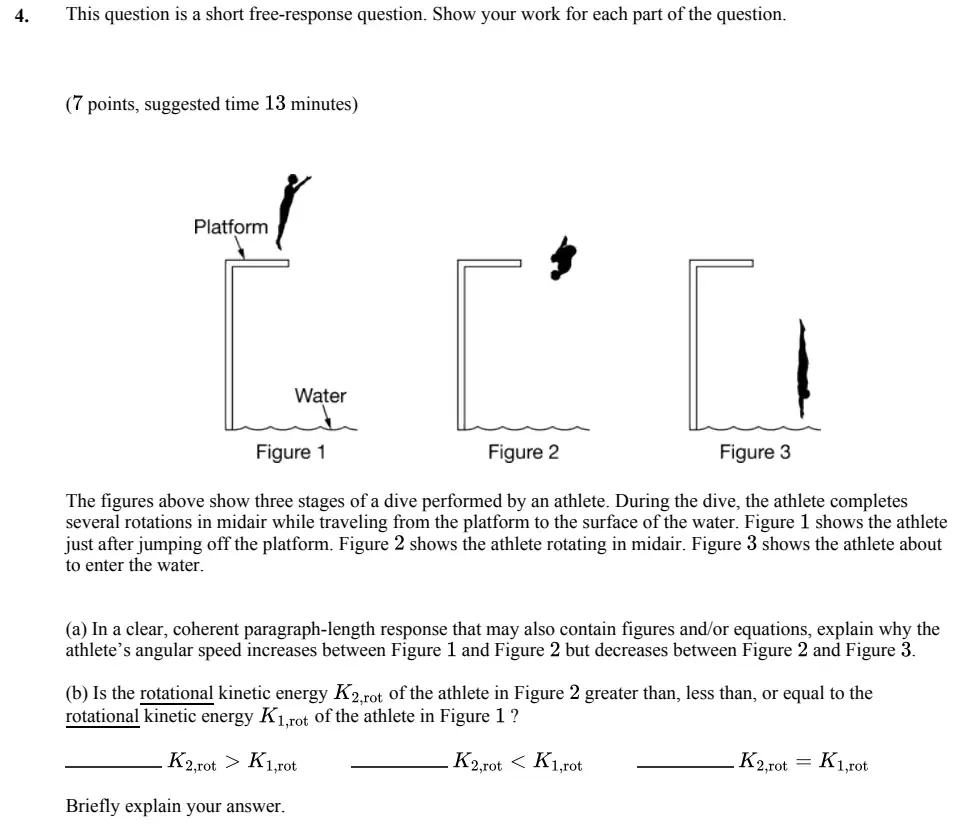 4. This question is a short free-response question. Show your work for each part of the question.
(7 points, suggested time 13 minutes)
Platform
Water
Figure 1 Figure 2 Figure 3
The figures above show three stages of a dive performed by an athlete. During the dive, the athlete completes
several rotations in midair while traveling from the platform to the surface of the water. Figure 1 shows the athlete
just after jumping off the platform. Figure 2 shows the athlete rotating in midair. Figure 3 shows the athlete about
to enter the water.
(a) In a clear, coherent paragraph-length response that may also contain figures and/or equations, explain why the
athlete's angular speed increases between Figure 1 and Figure 2 but decreases between Figure 2 and Figure 3.
(b) Is the rotational kinetic energy K2,rot of the athlete in Figure 2 greater than, less than, or equal to the
rotational kinetic energy K1,rot of the athlete in Figure 1 ?
_______ K2,rot > K1,rot _______ K2,rot < K1,rot _______ K2,rot = K1,rot
Briefly explain your answer.